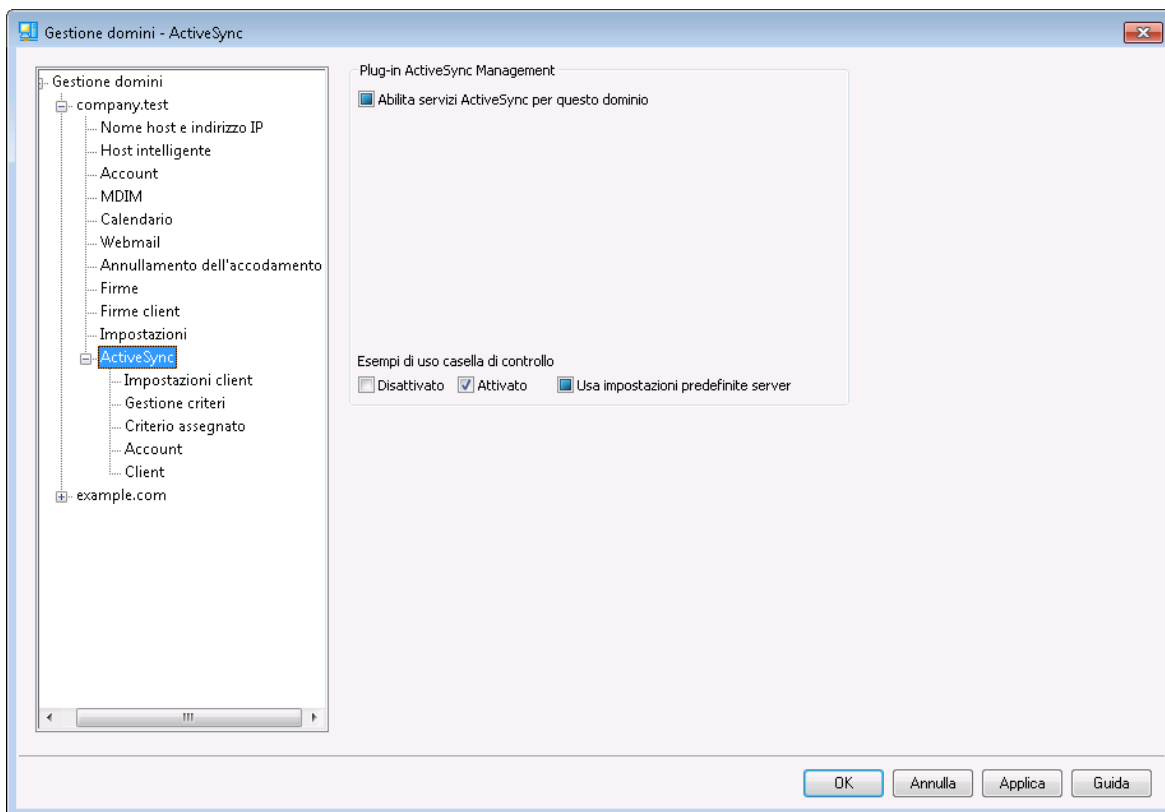 Gestione domini - ActiveSync
Gestione domini
company.test
Nome host e indirizzo IP
Host intelligente
Account
MDIM
Calendario
Webmail
Annullamento dell'accodamento
Firme
Firme client
Impostazioni
ActiveSync
Impostazioni client
Gestione criteri
Criterio assegnato
Account
Client
example.com
Plug-in ActiveSync Management
Abilita servizi ActiveSync per questo dominio
Esempi di uso casella di controllo
Disattivato Attivato Usa impostazioni predefinite server
OK Annulla Applica Guida